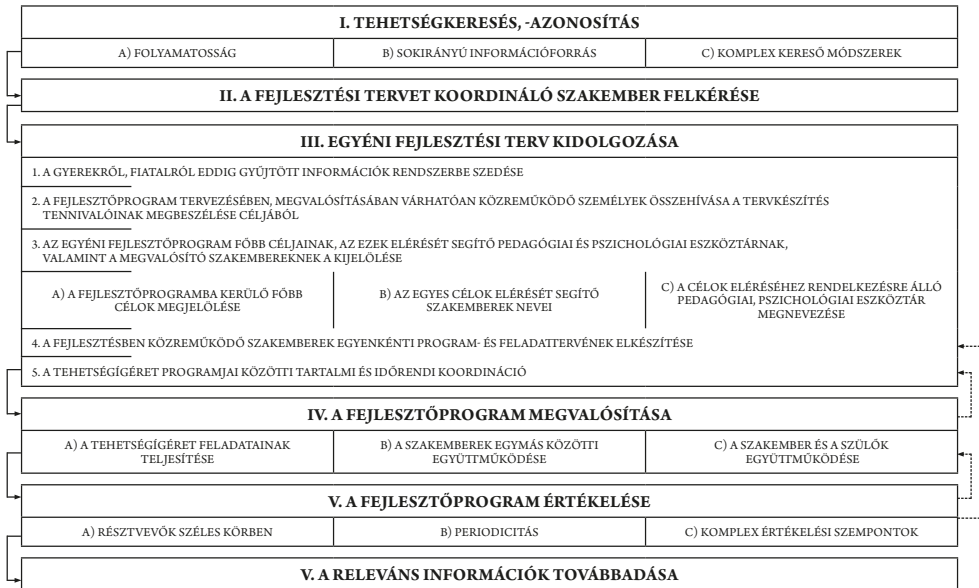 I. TEHETSÉGKERESÉS, -AZONOSÍTÁS
A) FOLYAMATOSSÁG
B) SOKIRÁNYÚ INFORMÁCIÓFORRÁS
C) KOMPLEX KERESŐ MÓDSZEREK
II. A FEJLESZTÉSI TERVET KOORDINÁLÓ SZAKEMBER FELKÉRÉSE
III. EGYÉNI FEJLESZTÉSI TERV KIDOLGOZÁSA
1. A GYEREKRŐL, FIATALRÓL EDDIG GYŰJTÖTT INFORMÁCIÓK RENDSZERBE SZEDÉSE
2. A FEJLESZTŐPROGRAM TERVEZÉSÉBEN, MEGVALÓSÍTÁSÁBAN VÁRHATÓAN KÖZREMŰKÖDŐ SZEMÉLYEK ÖSSZEHÍVÁSA A TERVKÉSZÍTÉS
TENNIVALÓINAK MEGBESZÉLÉSE CÉLJÁBÓL
3. AZ EGYÉNI FEJLESZTŐPROGRAM FŐBB CÉLJAINAK, AZ EZEK ELÉRÉSÉT SEGÍTŐ PEDAGÓGIAI ÉS PSZICHOLÓGIAI ESZKÖZTÁRNAK,
VALAMINT A MEGVALÓSÍTÓ SZAKEMBEREKNEK A KIJELÖLÉSE
A) A FEJLESZTŐPROGRAMBA KERÜLŐ FŐBB
CÉLOK MEGJELÖLÉSE
B) AZ EGYES CÉLOK ELÉRÉSÉT SEGÍTŐ
SZAKEMBEREK NEVEI
C) A CÉLOK ELÉRÉSÉHEZ RENDELKEZÉSRE ÁLLÓ
PEDAGÓGIAI, PSZICHOLÓGIAI ESZKÖZTÁR
MEGNEVEZÉSE
4. A FEJLESZTÉSBEN KÖZREMŰKÖDŐ SZAKEMBEREK EGYENKÉNTI PROGRAM- ÉS FELADATTERVÉNEK ELKÉSZÍTÉSE
5. A TEHETSÉGÍGÉRET PROGRAMJAI KÖZÖTTI TARTALMI ÉS IDŐRENDI KOORDINÁCIÓ
IV. A FEJLESZTŐPROGRAM MEGVALÓSÍTÁSA
A) A TEHETSÉGÍGÉRET FELADATAINAK
TELJESÍTÉSE
B) A SZAKEMBEREK EGYMÁS KÖZÖTTI
EGYÜTTMŰKÖDÉSE
C) A SZAKEMBER ÉS A SZÜLŐK
EGYÜTTMŰKÖDÉSE
V. A FEJLESZTŐPROGRAM ÉRTÉKELÉSE
A) RÉSZTVEVŐK SZÉLES KÖRBEN
B) PERIODICITÁS
C) KOMPLEX ÉRTÉKELÉSI SZEMPONTOK
V. A RELEVÁNS INFORMÁCIÓK TOVÁBBADÁSA